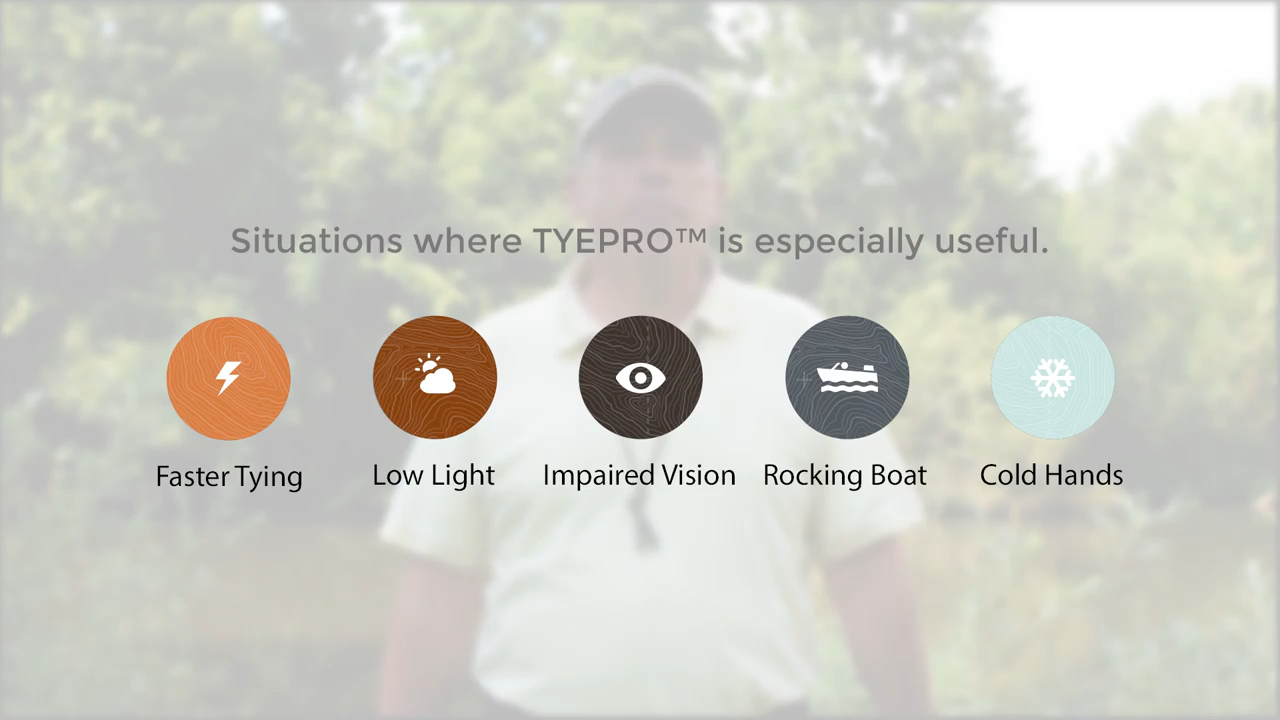 Situations where TYEPRO™ is especially useful.
Faster Tying
Low Light
Impaired Vision
Rocking Boat
Cold Hands